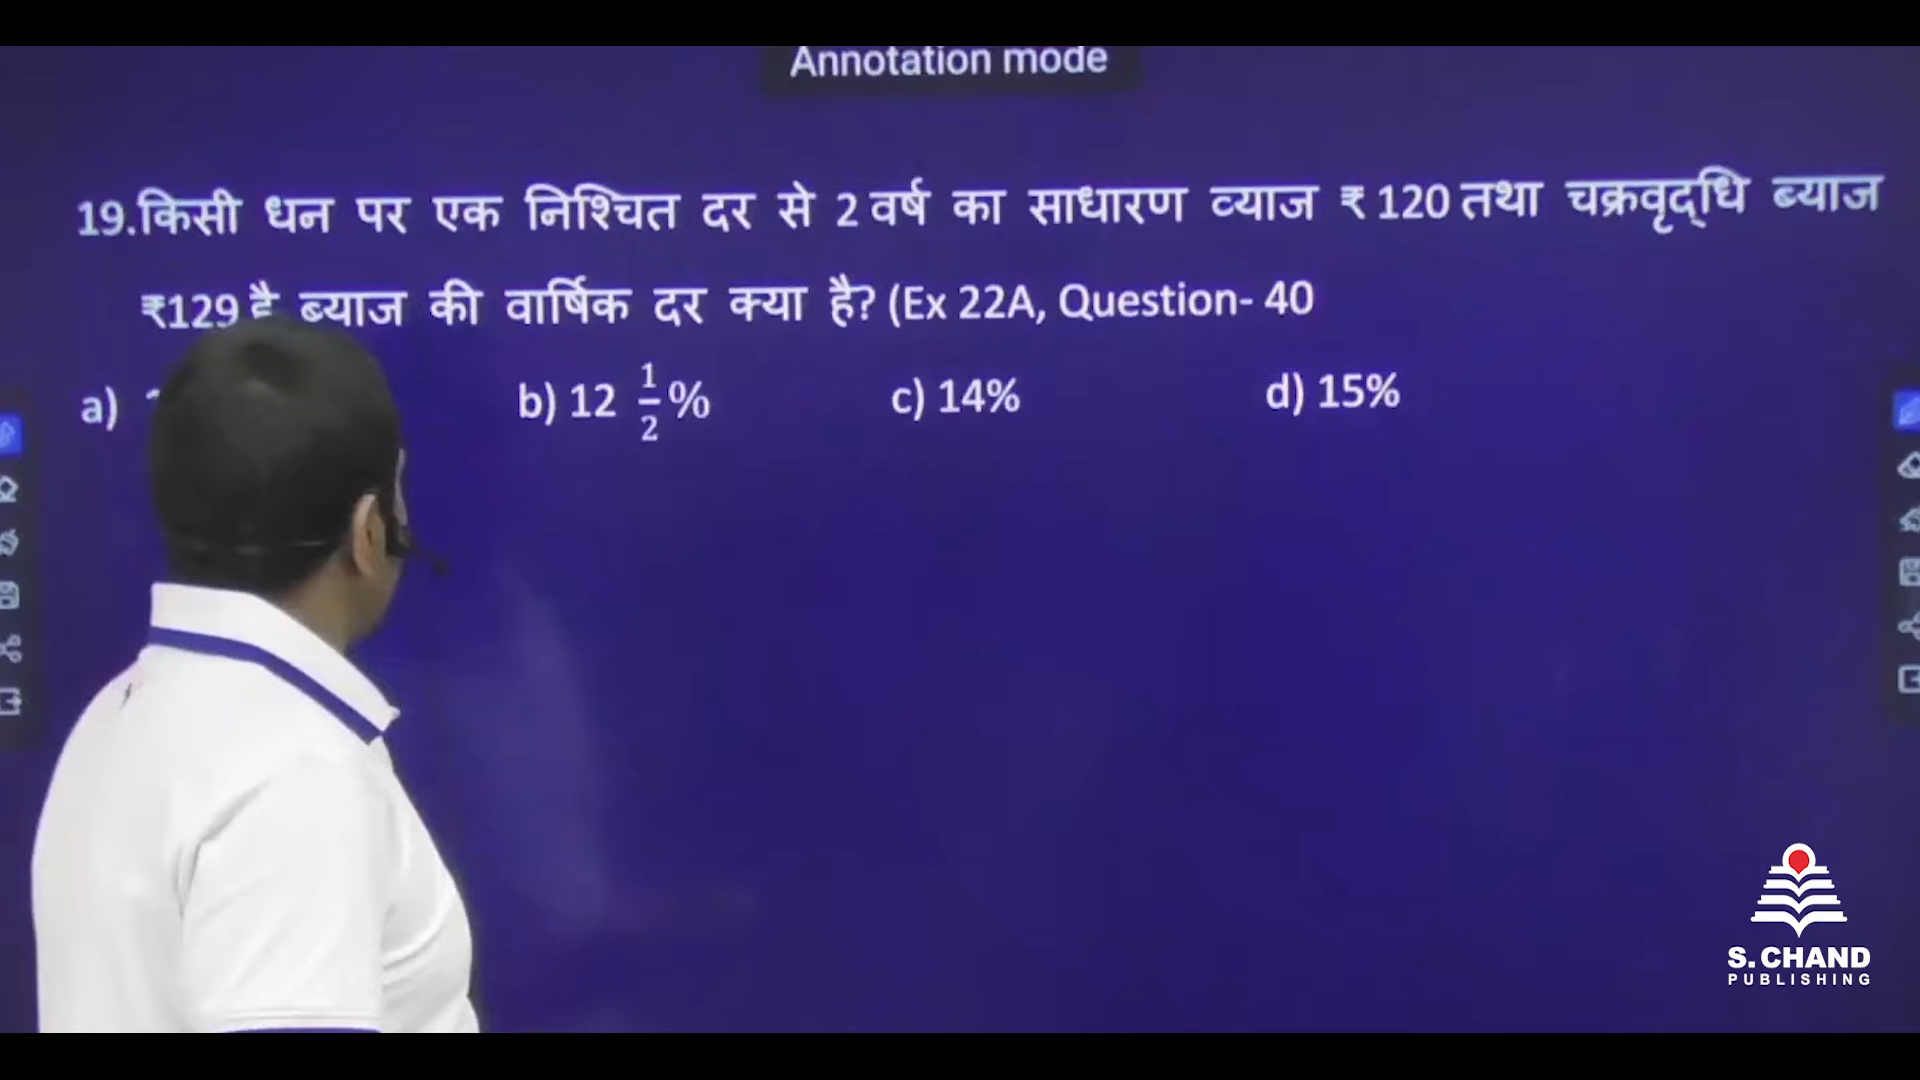 Annotation mode
19.किसी धन पर एक निश्चित दर से 2 वर्ष का साधारण व्याज ₹ 120 तथा चक्रवृद्धि ब्याज
₹129 है ब्याज की वार्षिक दर क्या है? (Ex 22A, Question- 40
a) b) 12 1/2% c) 14% d) 15%
S. CHAND
PUBLISHING